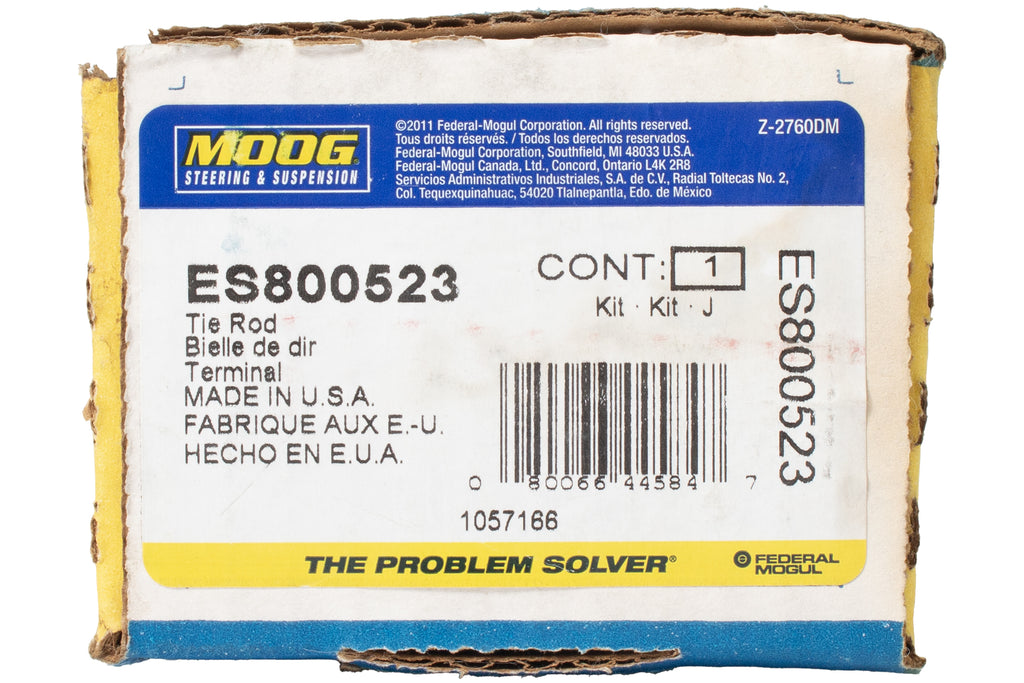 MOOG®
STEERING & SUSPENSION
©2011 Federal-Mogul Corporation. All rights reserved.
Tous droits réservés. / Todos los derechos reservados.
Federal-Mogul Corporation, Southfield, MI 48033 U.S.A.
Federal-Mogul Canada, Ltd., Concord, Ontario L4K 2R8
Servicios Administrativos Industriales, S.A. de C.V., Radial Toltecas No. 2,
Col. Tequexquinahuac, 54020 Tlalnepantla, Edo. de México
Z-2760DM
ES800523
Tie Rod
Bielle de dir
Terminal
MADE IN U.S.A.
FABRIQUE AUX E.-U.
HECHO EN E.U.A.
CONT: 1
Kit · Kit · J
ES800523
0 80066 44584 7
1057166
THE PROBLEM SOLVER®
FEDERAL
MOGUL